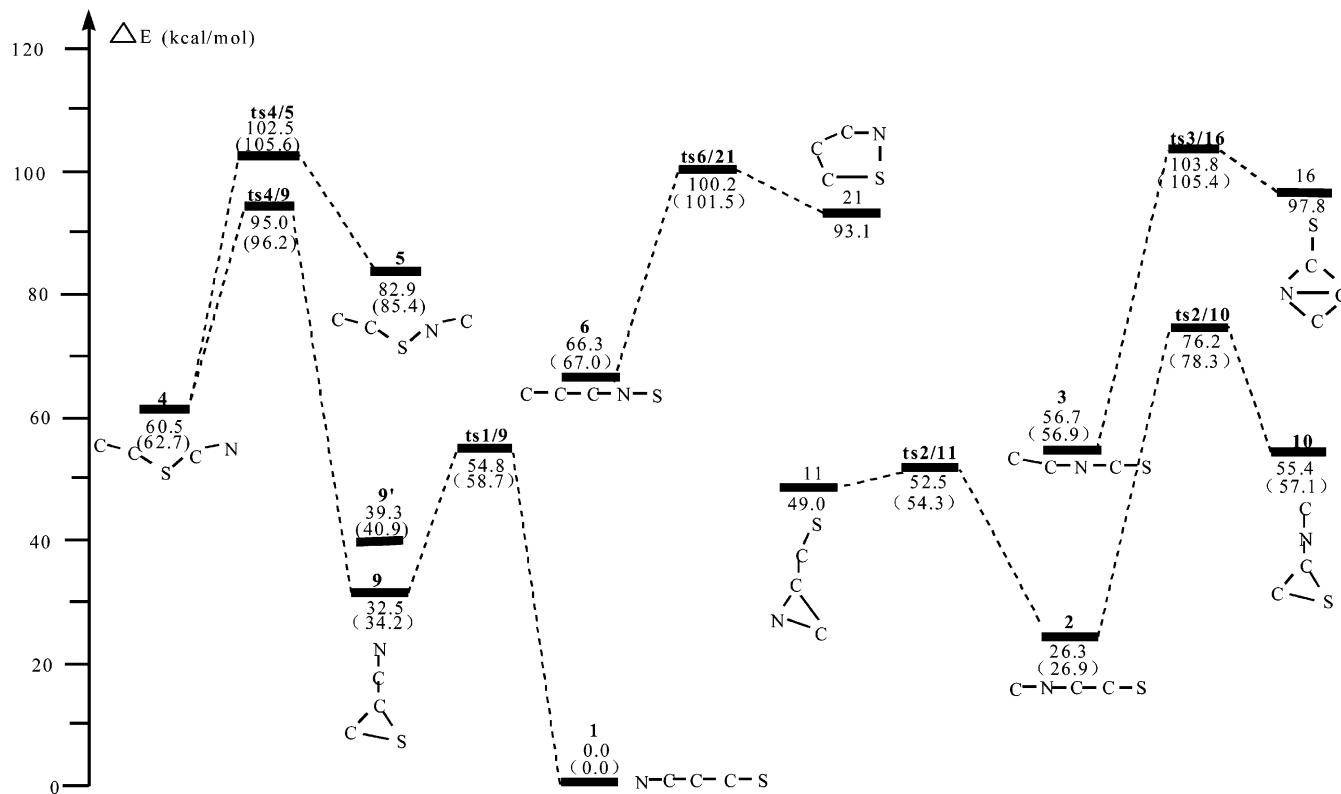 △E (kcal/mol)
120
100
80
60
40
20
0
ts4/5
102.5
(105.6)
ts4/9
95.0
(96.2)
5
82.9
(85.4)
C C S N C
4
60.5
(62.7)
C C S C N
9'
39.3
(40.9)
9
32.5
(34.2)
N
C
C
C S
ts1/9
54.8
(58.7)
1
0.0
(0.0)
N C C C S
6
66.3
(67.0)
C C C N S
ts6/21
100.2
(101.5)
C N
C
C S
21
93.1
11
49.0
S
C
C
N C
ts2/11
52.5
(54.3)
2
26.3
(26.9)
C N C C S
3
56.7
(56.9)
C C N C S
ts3/16
103.8
(105.4)
16
97.8
S
C
N C
C
ts2/10
76.2
(78.3)
10
55.4
(57.1)
C
N
C
C S